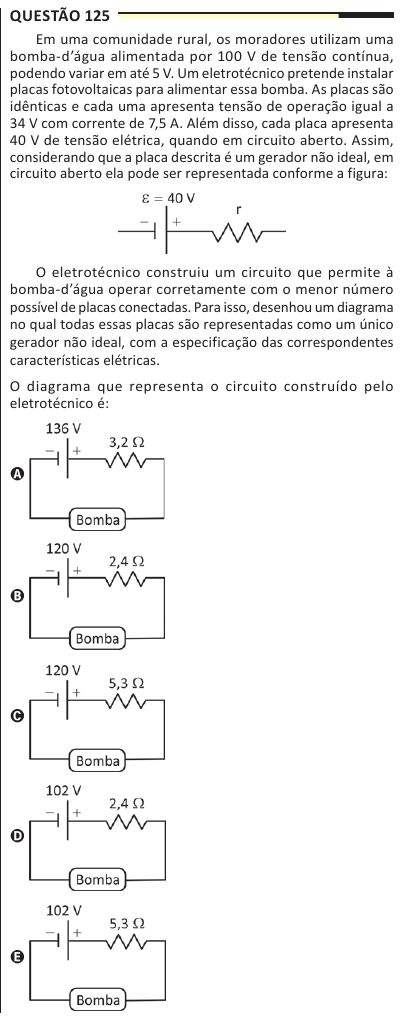 QUESTÃO 125
Em uma comunidade rural, os moradores utilizam uma
bomba-d'água alimentada por 100 V de tensão contínua,
podendo variar em até 5 V. Um eletrotécnico pretende instalar
placas fotovoltaicas para alimentar essa bomba. As placas são
idênticas e cada uma apresenta tensão de operação igual a
34 V com corrente de 7,5 A. Além disso, cada placa apresenta
40 V de tensão elétrica, quando em circuito aberto. Assim,
considerando que a placa descrita é um gerador não ideal, em
circuito aberto ela pode ser representada conforme a figura:
ε = 40 V
r
− +
O eletrotécnico construiu um circuito que permite à
bomba-d'água operar corretamente com o menor número
possível de placas conectadas. Para isso, desenhou um diagrama
no qual todas essas placas são representadas como um único
gerador não ideal, com a especificação das correspondentes
características elétricas.
O diagrama que representa o circuito construído pelo
eletrotécnico é:
136 V
3,2 Ω
− +
A
Bomba
120 V
2,4 Ω
− +
B
Bomba
120 V
5,3 Ω
− +
C
Bomba
102 V
2,4 Ω
− +
D
Bomba
102 V
5,3 Ω
− +
E
Bomba